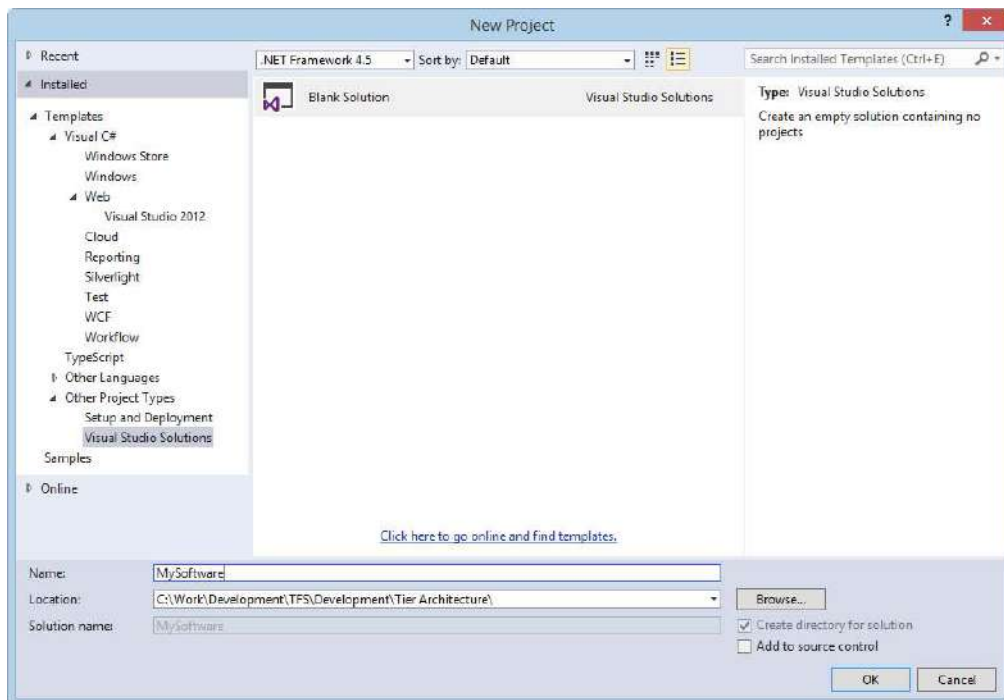 New Project
?
x
Recent
.NET Framework 4.5
Sort by: Default
Search Installed Templates (Ctrl+E)
Installed
Templates
Visual C#
Windows Store
Windows
Web
Visual Studio 2012
Cloud
Reporting
Silverlight
Test
WCF
Workflow
TypeScript
Other Languages
Other Project Types
Setup and Deployment
Visual Studio Solutions
Samples
Online
Blank Solution
Visual Studio Solutions
Type: Visual Studio Solutions
Create an empty solution containing no
projects
Click here to go online and find templates.
Name: MySoftware
Location: C:\Work\Development\TFS\Development\Tier Architecture\
Browse...
Solution name: MySoftware
Create directory for solution
Add to source control
OK
Cancel